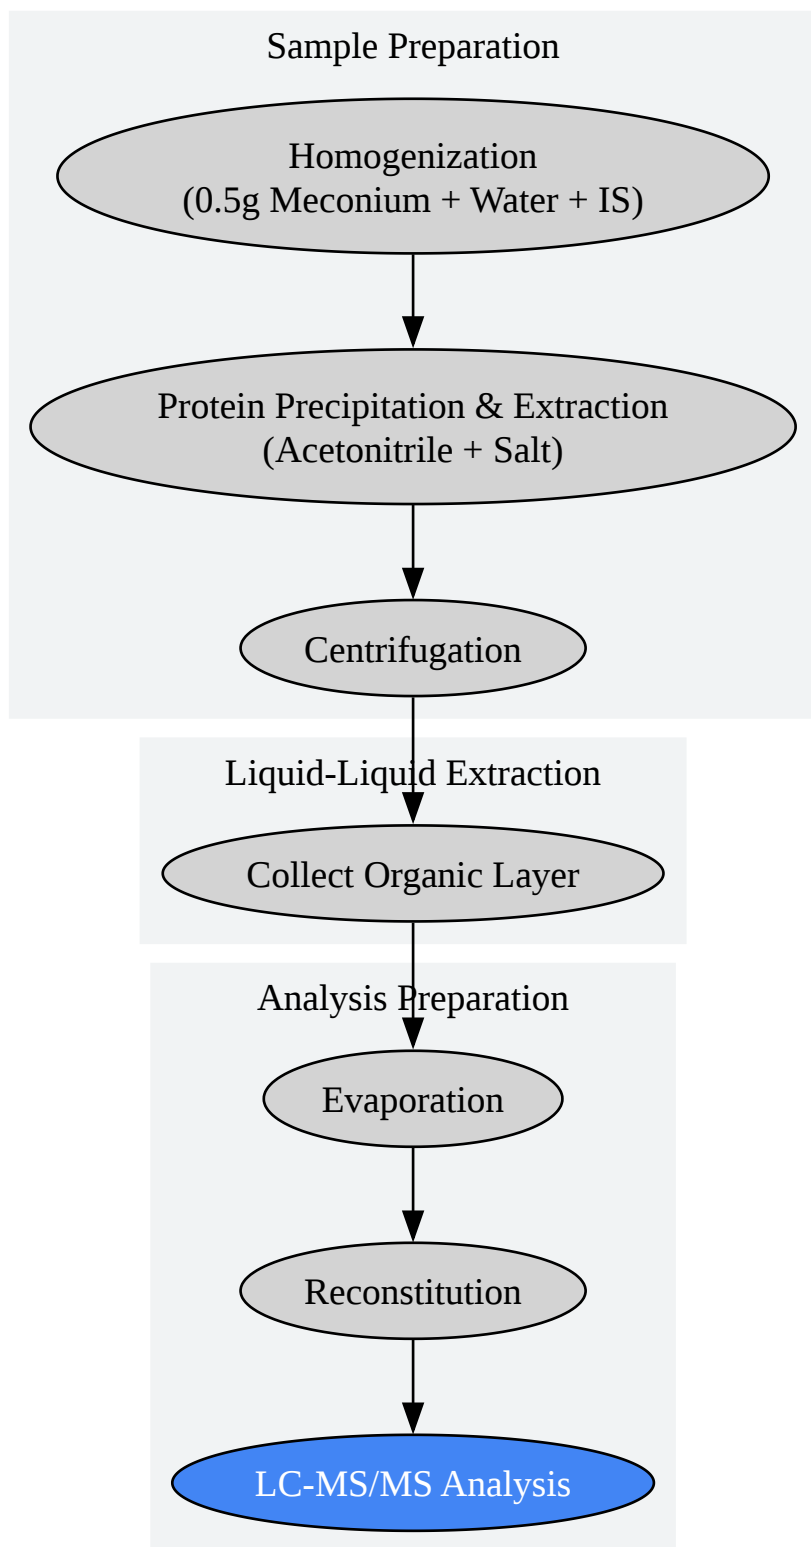 Sample Preparation
Homogenization
(0.5g Meconium + Water + IS)
Protein Precipitation & Extraction
(Acetonitrile + Salt)
Centrifugation
Liquid-Liquid Extraction
Collect Organic Layer
Analysis Preparation
Evaporation
Reconstitution
LC-MS/MS Analysis